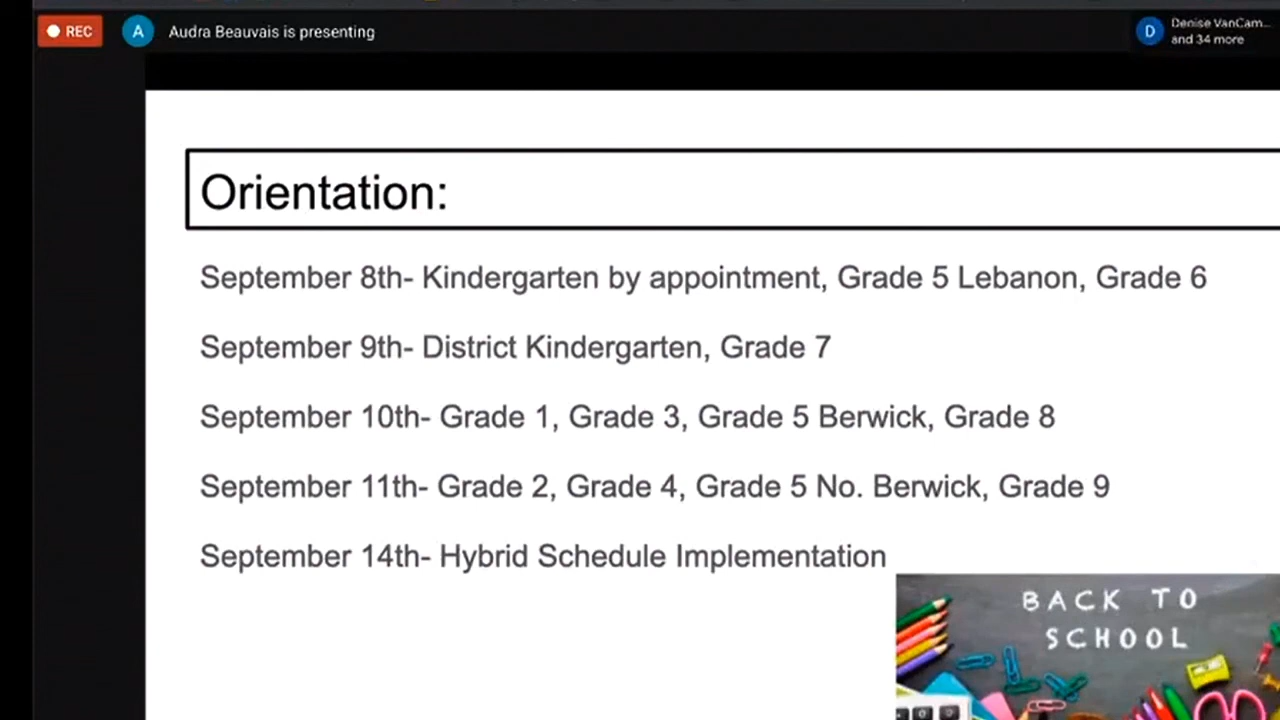 REC
A
Audra Beauvais is presenting
D
Denise VanCam...
and 34 more
Orientation:
September 8th- Kindergarten by appointment, Grade 5 Lebanon, Grade 6
September 9th- District Kindergarten, Grade 7
September 10th- Grade 1, Grade 3, Grade 5 Berwick, Grade 8
September 11th- Grade 2, Grade 4, Grade 5 No. Berwick, Grade 9
September 14th- Hybrid Schedule Implementation
BACK TO
SCHOOL